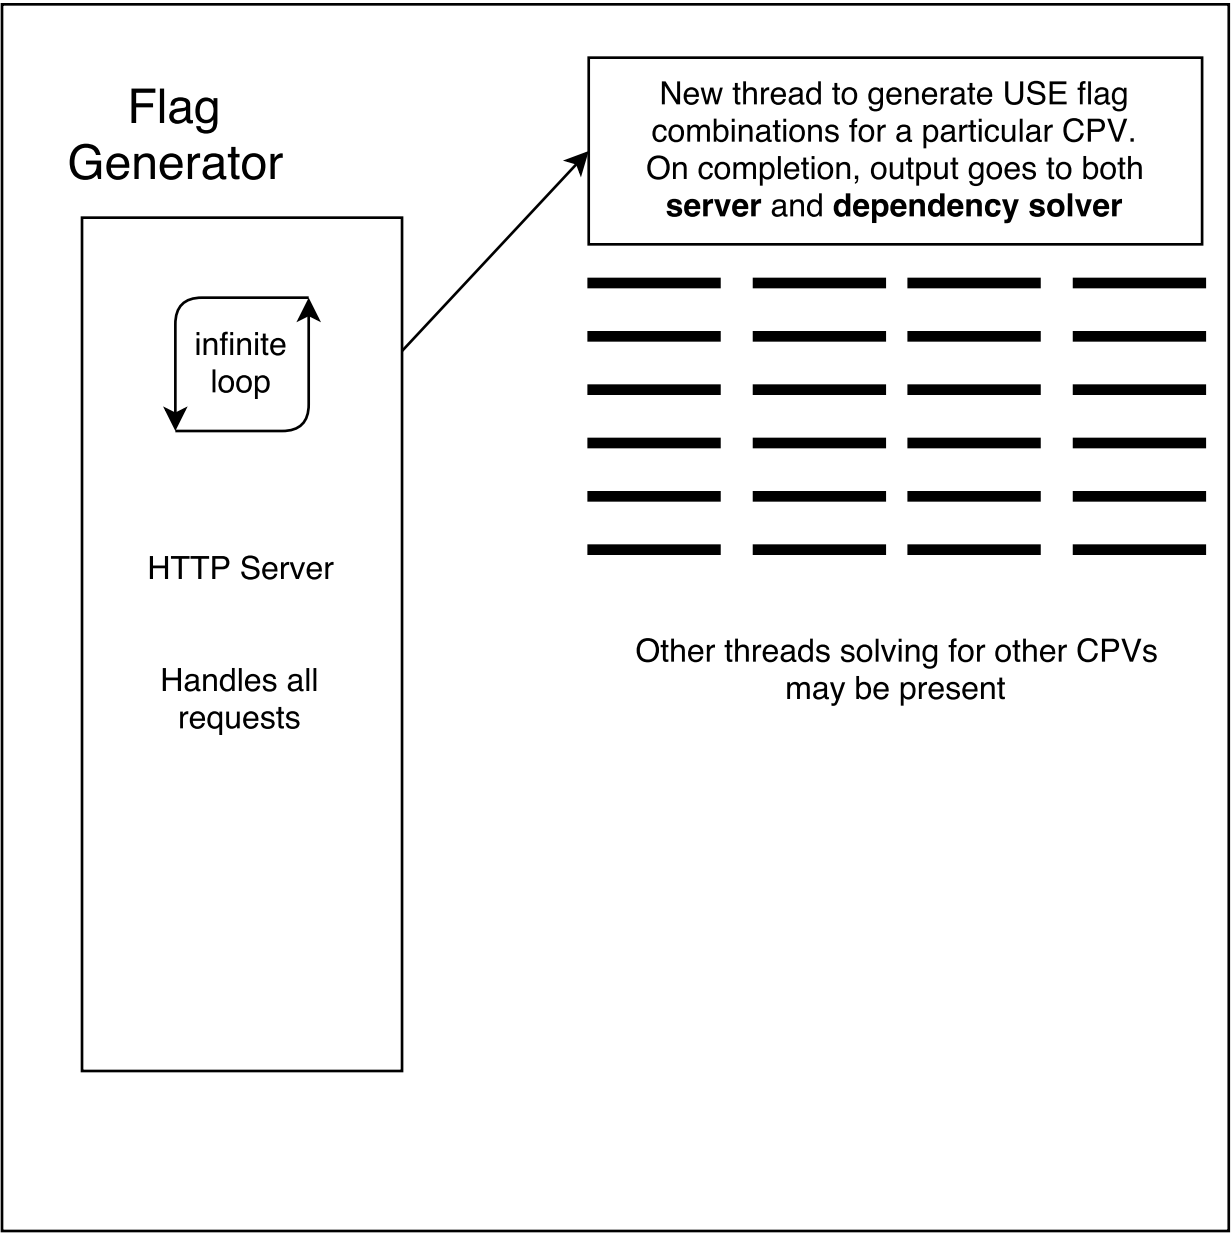 Flag
Generator
New thread to generate USE flag
combinations for a particular CPV.
On completion, output goes to both
server and dependency solver
infinite
loop
HTTP Server
Handles all
requests
Other threads solving for other CPVs
may be present